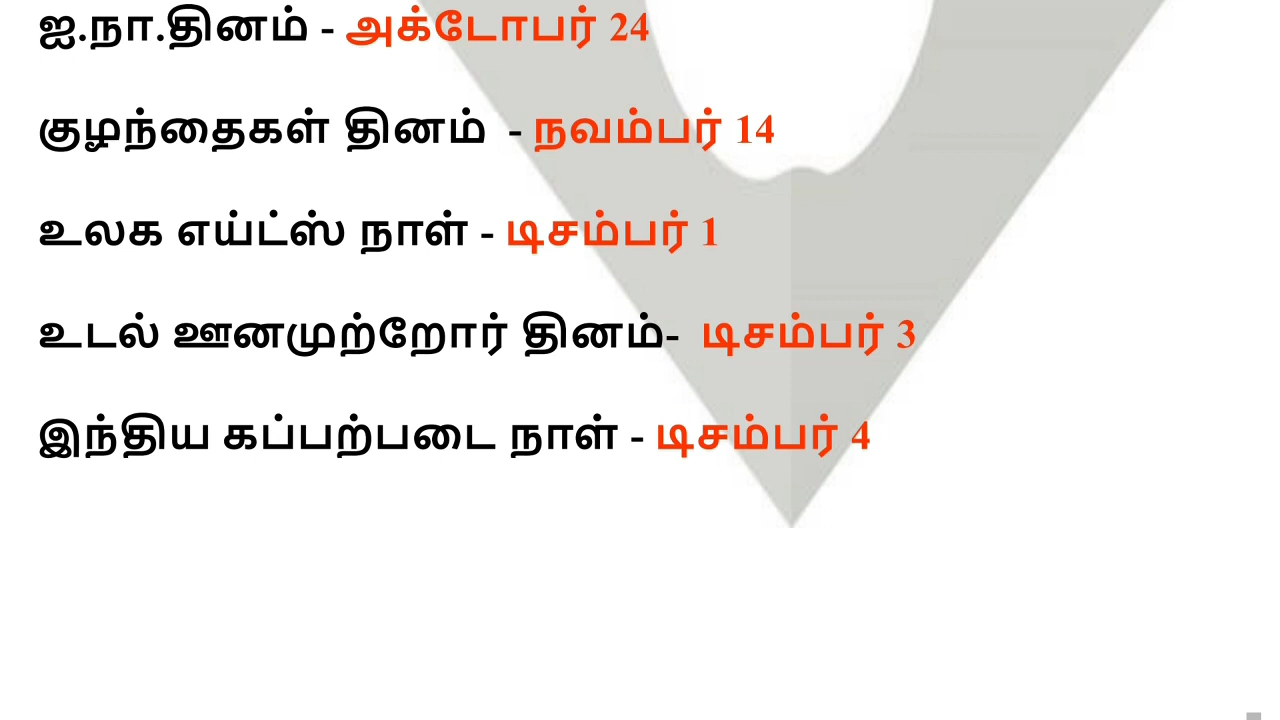 ஐ.நா.தினம் - அக்டோபர் 24
குழந்தைகள் தினம் - நவம்பர் 14
உலக எய்ட்ஸ் நாள் - டிசம்பர் 1
உடல் ஊனமுற்றோர் தினம்- டிசம்பர் 3
இந்திய கப்பற்படை நாள் - டிசம்பர் 4